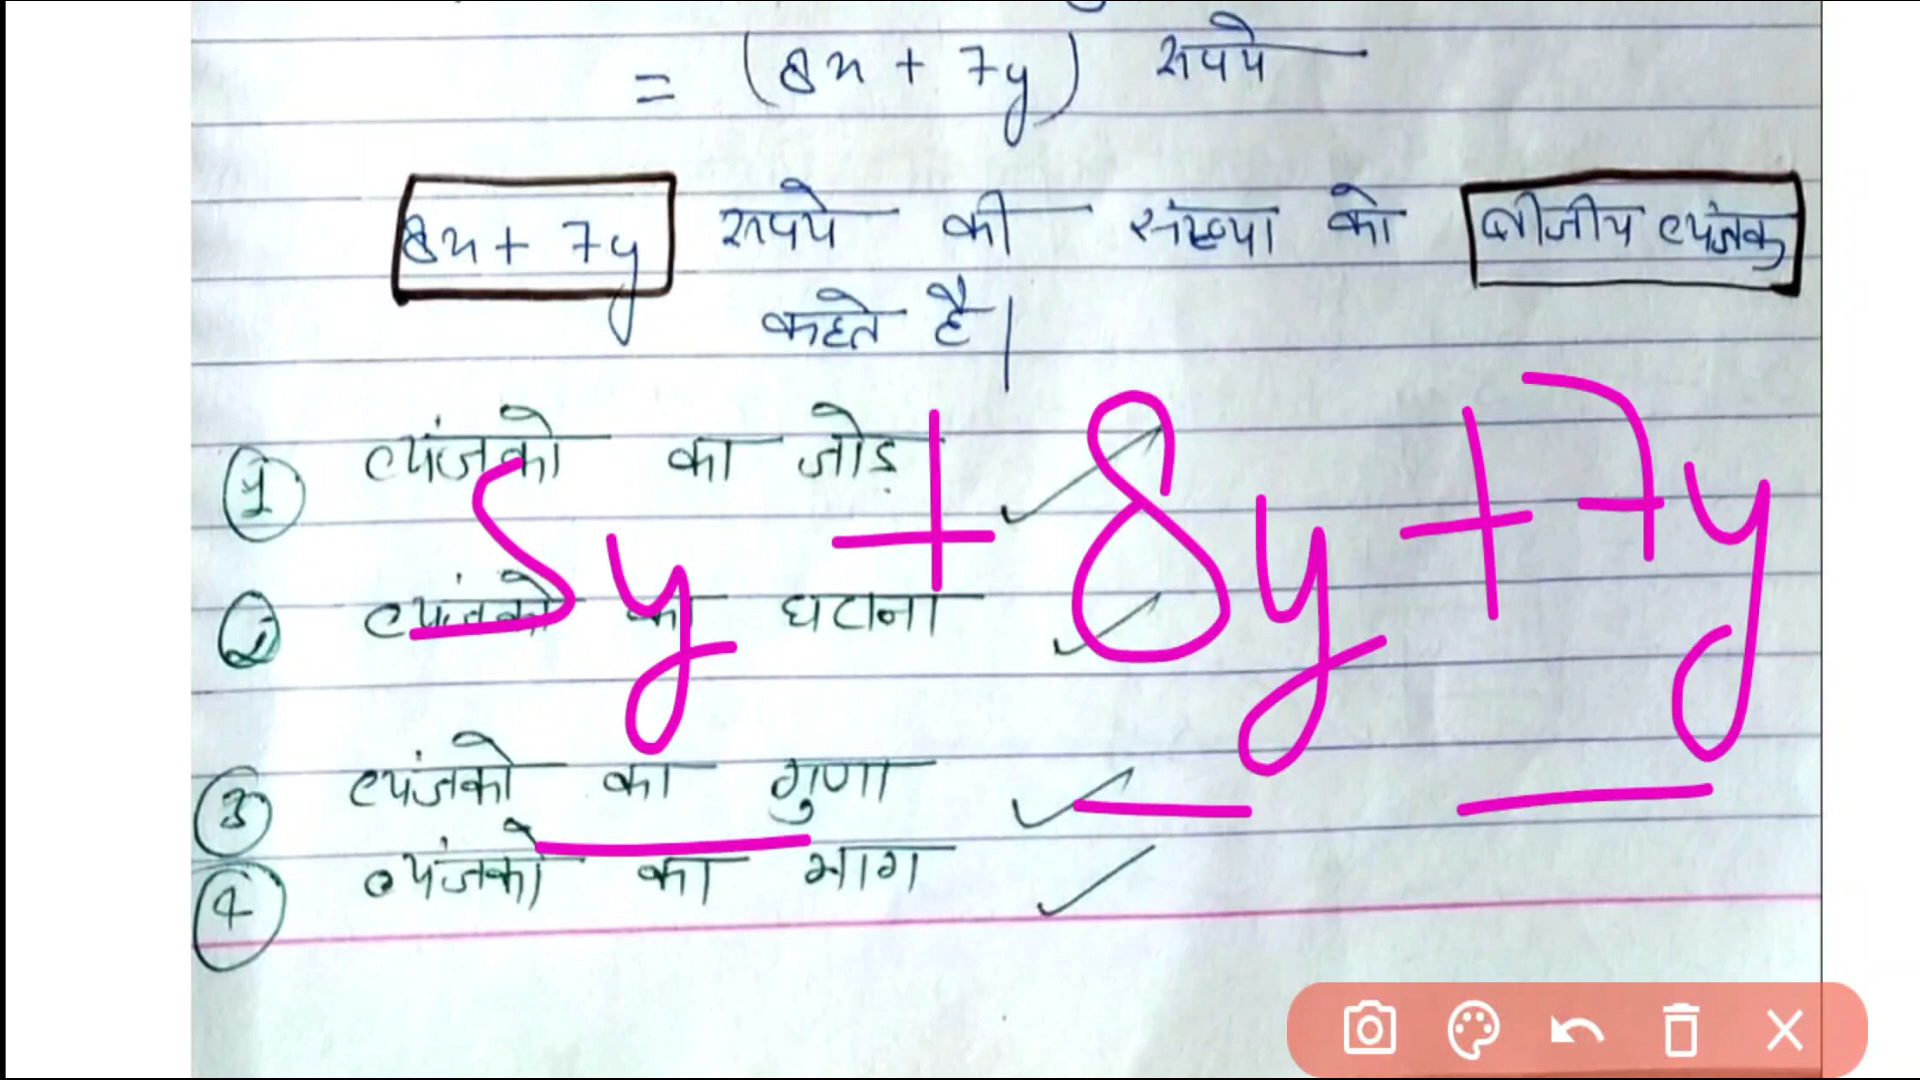 = (8x + 7y) रूपये
8x + 7y रूपये की संख्या को बीजीय व्यंजक
कहते है|
1 व्यंजको का जोड़
5y + 8y + 7y
2 व्यंजको का घटाना
3 व्यंजको का गुणा
4 व्यंजको का भाग